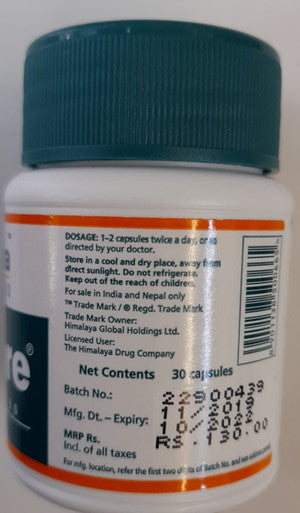 DOSAGE: 1–2 capsules twice a day, or as
directed by your doctor.
Store in a cool and dry place, away from
direct sunlight. Do not refrigerate.
Keep out of the reach of children.
For sale in India and Nepal only
™ Trade Mark / ® Regd. Trade Mark
Trade Mark Owner:
Himalaya Global Holdings Ltd.
Licensed User:
The Himalaya Drug Company
re®
Net Contents 30 capsules
Batch No.: 22900439
Mfg. Dt. – Expiry: 11/2019
10/2022
MRP Rs. RS.130.00
Incl. of all taxes
For mfg. location, refer the first two digits of Batch No. and see address panel.